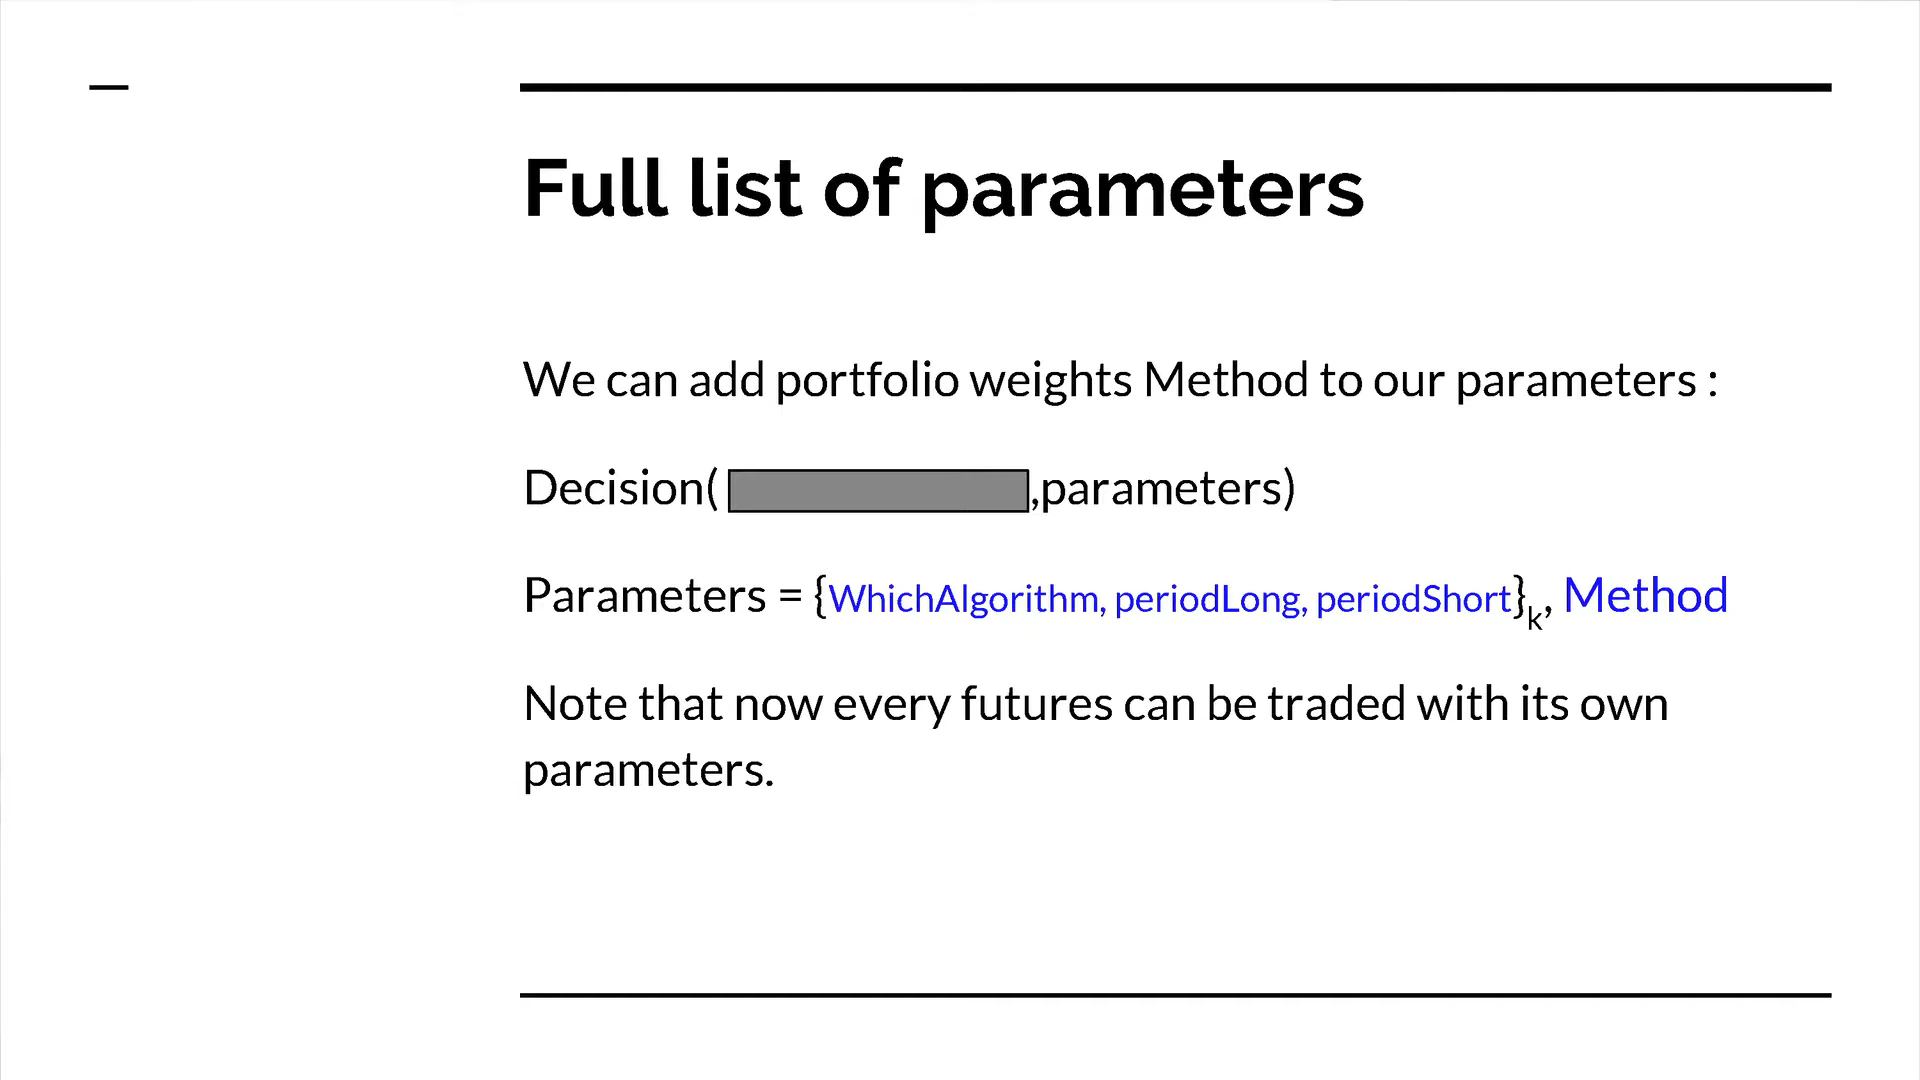 Full list of parameters
We can add portfolio weights Method to our parameters :
Decision( ,parameters)
Parameters = {WhichAlgorithm, periodLong, periodShort}k, Method
Note that now every futures can be traded with its own
parameters.